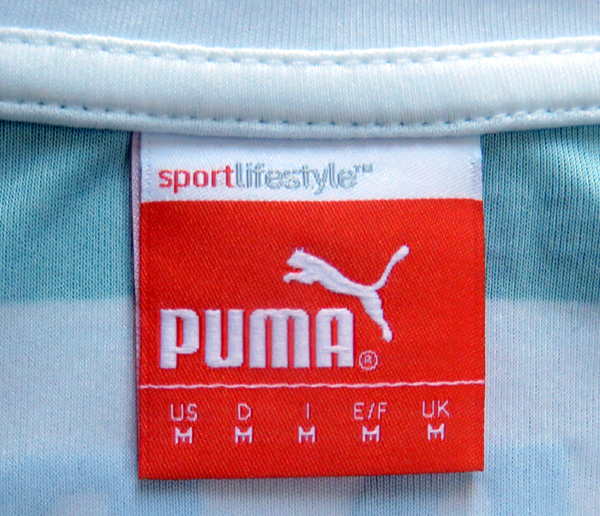 sportlifestyle™
PUMA®
US D I E/F UK
M M M M M